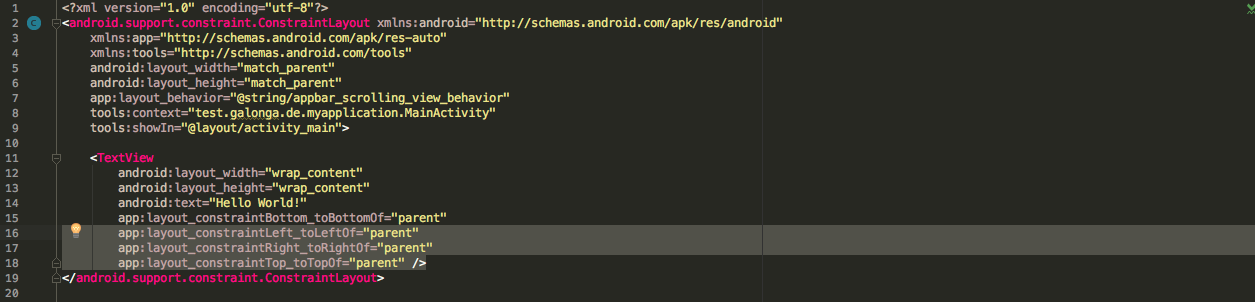 1 <?xml version="1.0" encoding="utf-8"?>
2 C <android.support.constraint.ConstraintLayout xmlns:android="http://schemas.android.com/apk/res/android"
3 xmlns:app="http://schemas.android.com/apk/res-auto"
4 xmlns:tools="http://schemas.android.com/tools"
5 android:layout_width="match_parent"
6 android:layout_height="match_parent"
7 app:layout_behavior="@string/appbar_scrolling_view_behavior"
8 tools:context="test.galonga.de.myapplication.MainActivity"
9 tools:showIn="@layout/activity_main">
10
11 <TextView
12 android:layout_width="wrap_content"
13 android:layout_height="wrap_content"
14 android:text="Hello World!"
15 app:layout_constraintBottom_toBottomOf="parent"
16 app:layout_constraintLeft_toLeftOf="parent"
17 app:layout_constraintRight_toRightOf="parent"
18 app:layout_constraintTop_toTopOf="parent" />
19 </android.support.constraint.ConstraintLayout>
20